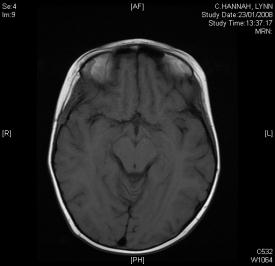 Se:4
Im:9
[AF]
C.HANNAH, LYNN
Study Date:23/01/2008
Study Time:13:37:17
MRN:
[R]
[L]
[PH]
C532
W1064